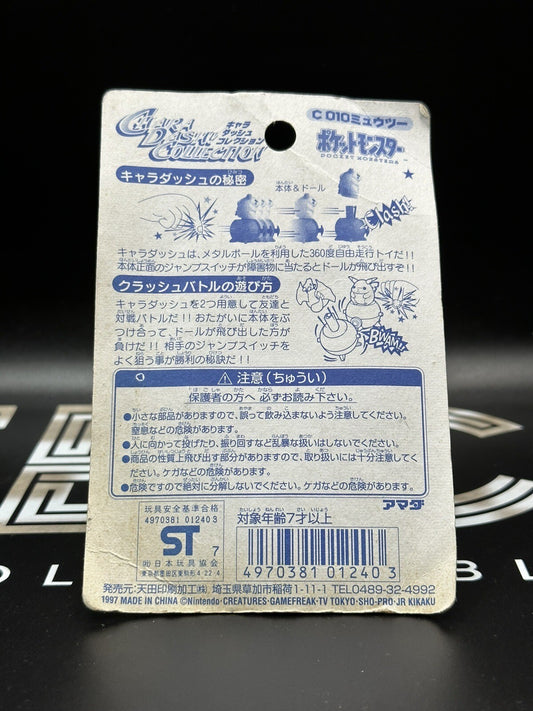 CHARA DASH COLLECTION
キャラダッシュコレクション
C 010ミュウツー
ポケットモンスター
POCKET MONSTERS
キャラダッシュの秘密
本体&ドール
Clash!
キャラダッシュは、メタルボールを利用した360度自由走行トイだ!!
本体正面のジャンプスイッチが障害物に当たるとドールが飛び出すぞ!!
クラッシュバトルの遊び方
キャラダッシュを2つ用意して友達と
対戦バトルだ!! おたがいに本体をぶ
つけ合って、ドールが飛び出した方が
負けだ!! 相手のジャンプスイッチを
よく狙う事が勝利の秘訣だ!!
BWAM!
⚠注意(ちゅうい)
保護者の方へ 必ずお読み下さい。
●小さな部品がありますので、誤って飲み込まないよう注意してください。
窒息などの危険があります。
●人に向かって投げたり、振り回すなど乱暴な扱いはしないでください。
●商品の性質上飛び出す部分がありますので、取り扱いには十分注意してく
ださい。ケガなどの危険があります。
●危険ですので絶対に分解しないでください。ケガなどの危険があります。
玩具安全基準合格
4970381 012403
ST 7
㈳日本玩具協会
東京都墨田区東駒形4-22-4
対象年齢7才以上
アマダ
4 970381 012403
発売元:天田印刷加工㈱ 埼玉県草加市稲荷1-11-1 TEL0489-32-4992
1997 MADE IN CHINA ©Nintendo・CREATURES・GAMEFREAK・TV TOKYO・SHO-PRO・JR KIKAKU